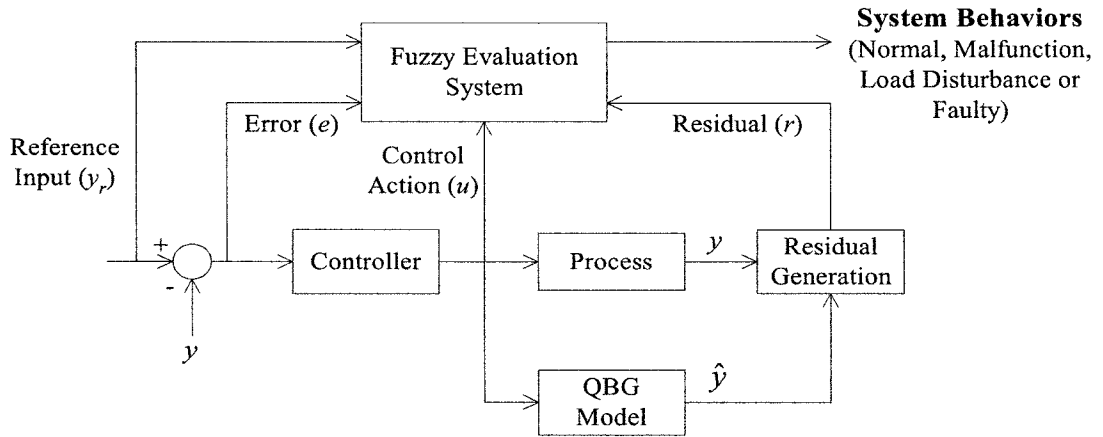 System Behaviors
(Normal, Malfunction,
Load Disturbance or
Faulty)
Fuzzy Evaluation
System
Error (e)
Residual (r)
Reference
Input (yᵣ)
Control
Action (u)
+
-
y
Controller
Process
y
Residual
Generation
QBG
Model
ŷ